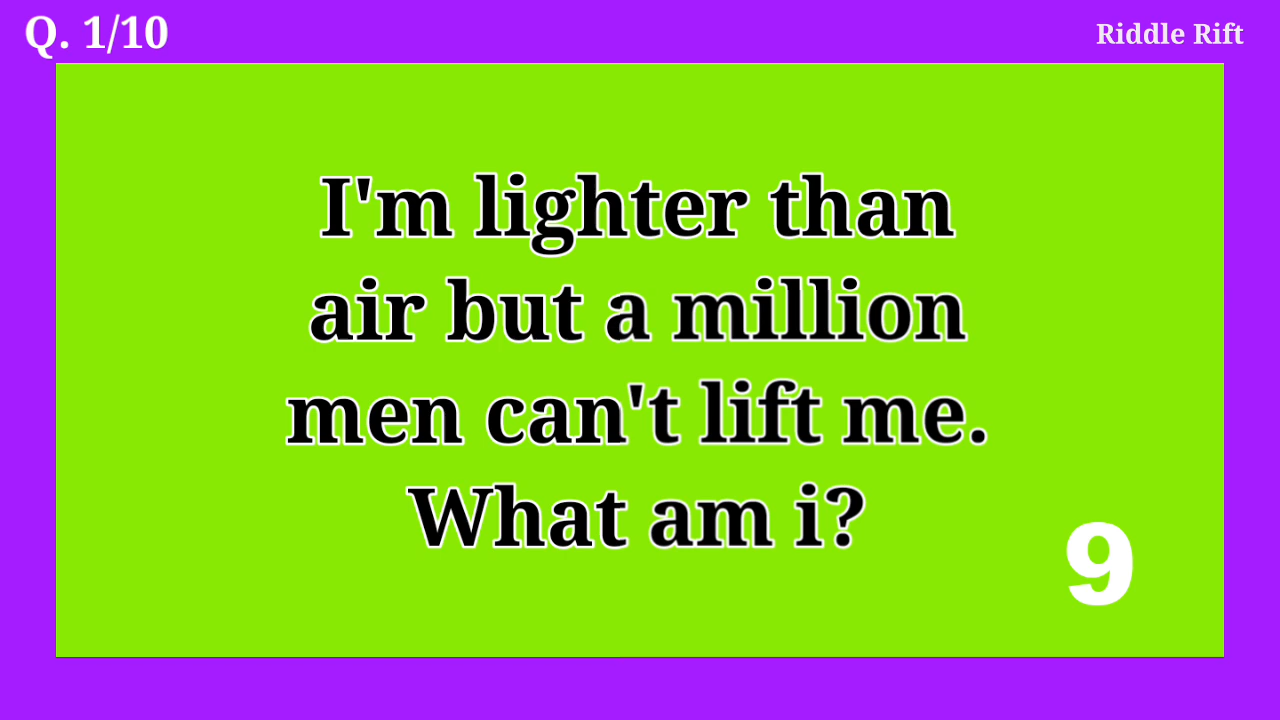 Q. 1/10
Riddle Rift
I'm lighter than
air but a million
men can't lift me.
What am i?
9